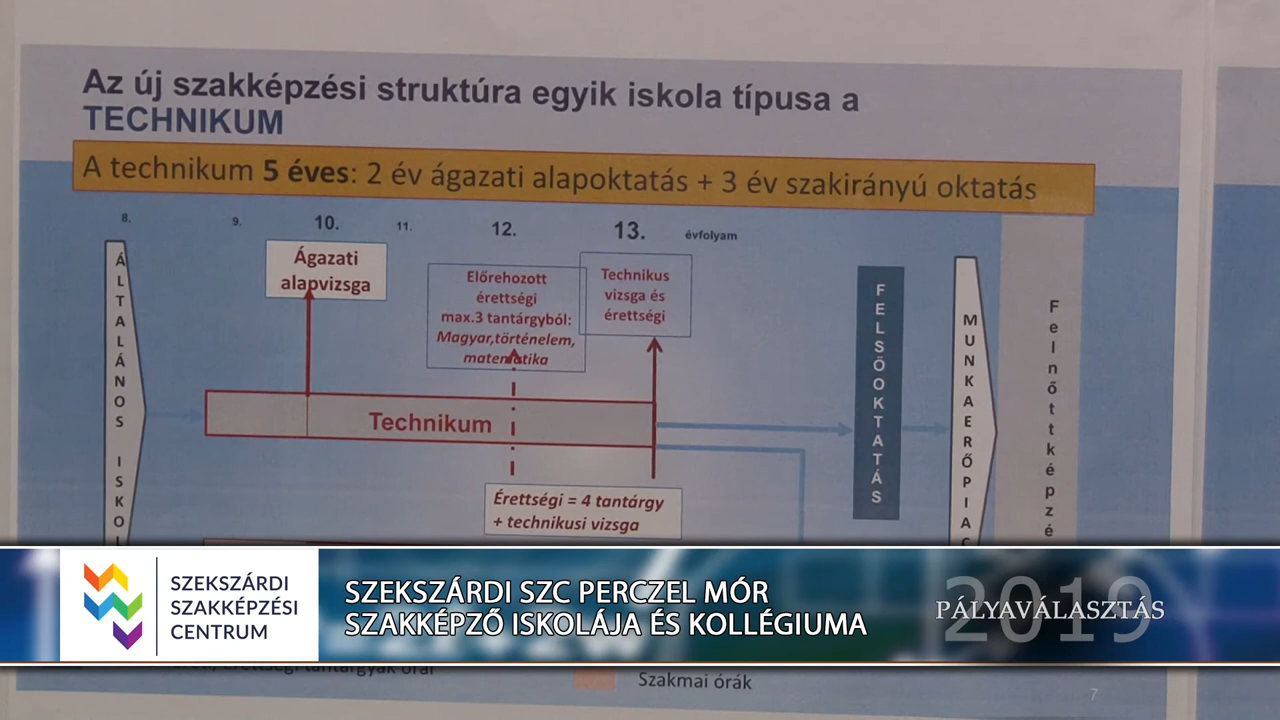 Az új szakképzési struktúra egyik iskola típusa a
TECHNIKUM
A technikum 5 éves: 2 év ágazati alapoktatás + 3 év szakirányú oktatás
8. 9. 10. 11. 12. 13. évfolyam
Ágazati
alapvizsga
Előrehozott
érettségi
max.3 tantárgyból:
Magyar,történelem,
matematika
Technikus
vizsga és
érettségi
ÁLTALÁNOS ISKOL
Technikum
FELSŐOKTATÁS
MUNKAERŐPIAC
Felnőttképzé
Érettségi = 4 tantárgy
+ technikusi vizsga
SZEKSZÁRDI
SZAKKÉPZÉSI
CENTRUM
SZEKSZÁRDI SZC PERCZEL MÓR
SZAKKÉPZŐ ISKOLÁJA ÉS KOLLÉGIUMA
2019
PÁLYAVÁLASZTÁS
érettségi tantárgyak órái
Szakmai órák
7